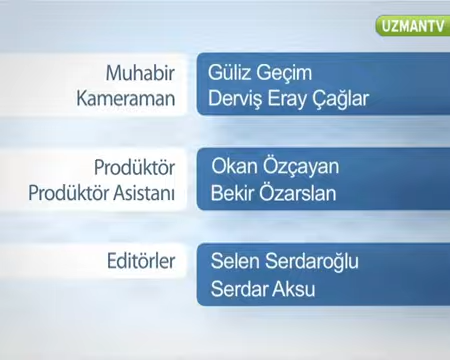 UZMANTV
Muhabir Güliz Geçim
Kameraman Derviş Eray Çağlar
Prodüktör Okan Özçayan
Prodüktör Asistanı Bekir Özarslan
Editörler Selen Serdaroğlu
Serdar Aksu